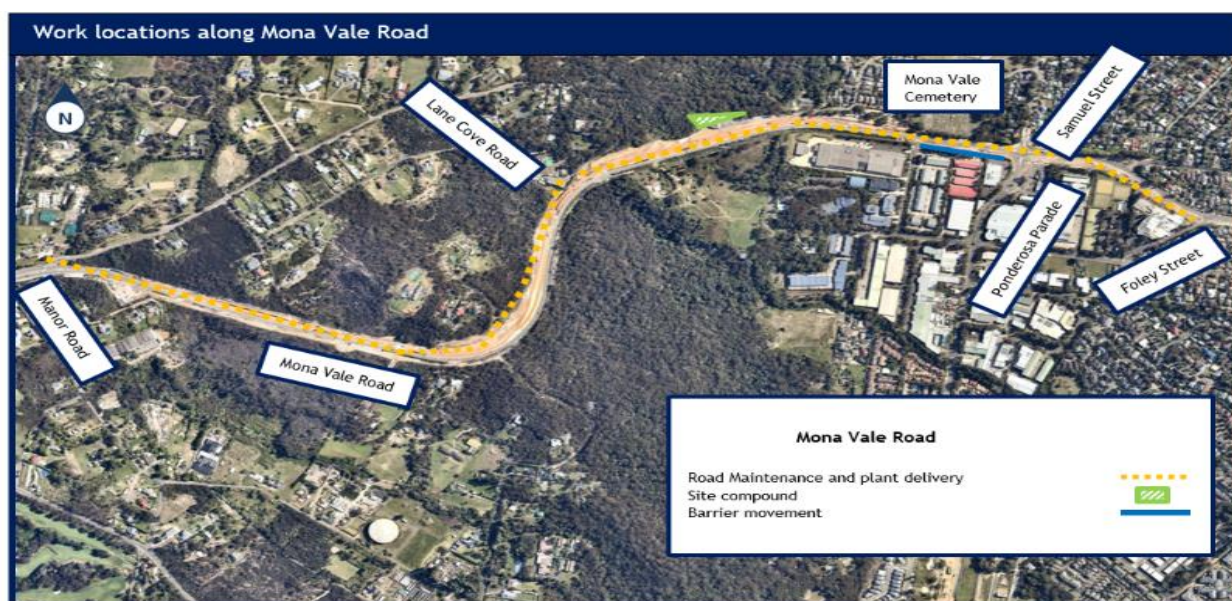 Work locations along Mona Vale Road
N
Lane Cove Road
Mona Vale
Cemetery
Samuel Street
Manor Road
Mona Vale Road
Ponderosa Parade
Foley Street
Mona Vale Road
Road Maintenance and plant delivery
Site compound
Barrier movement